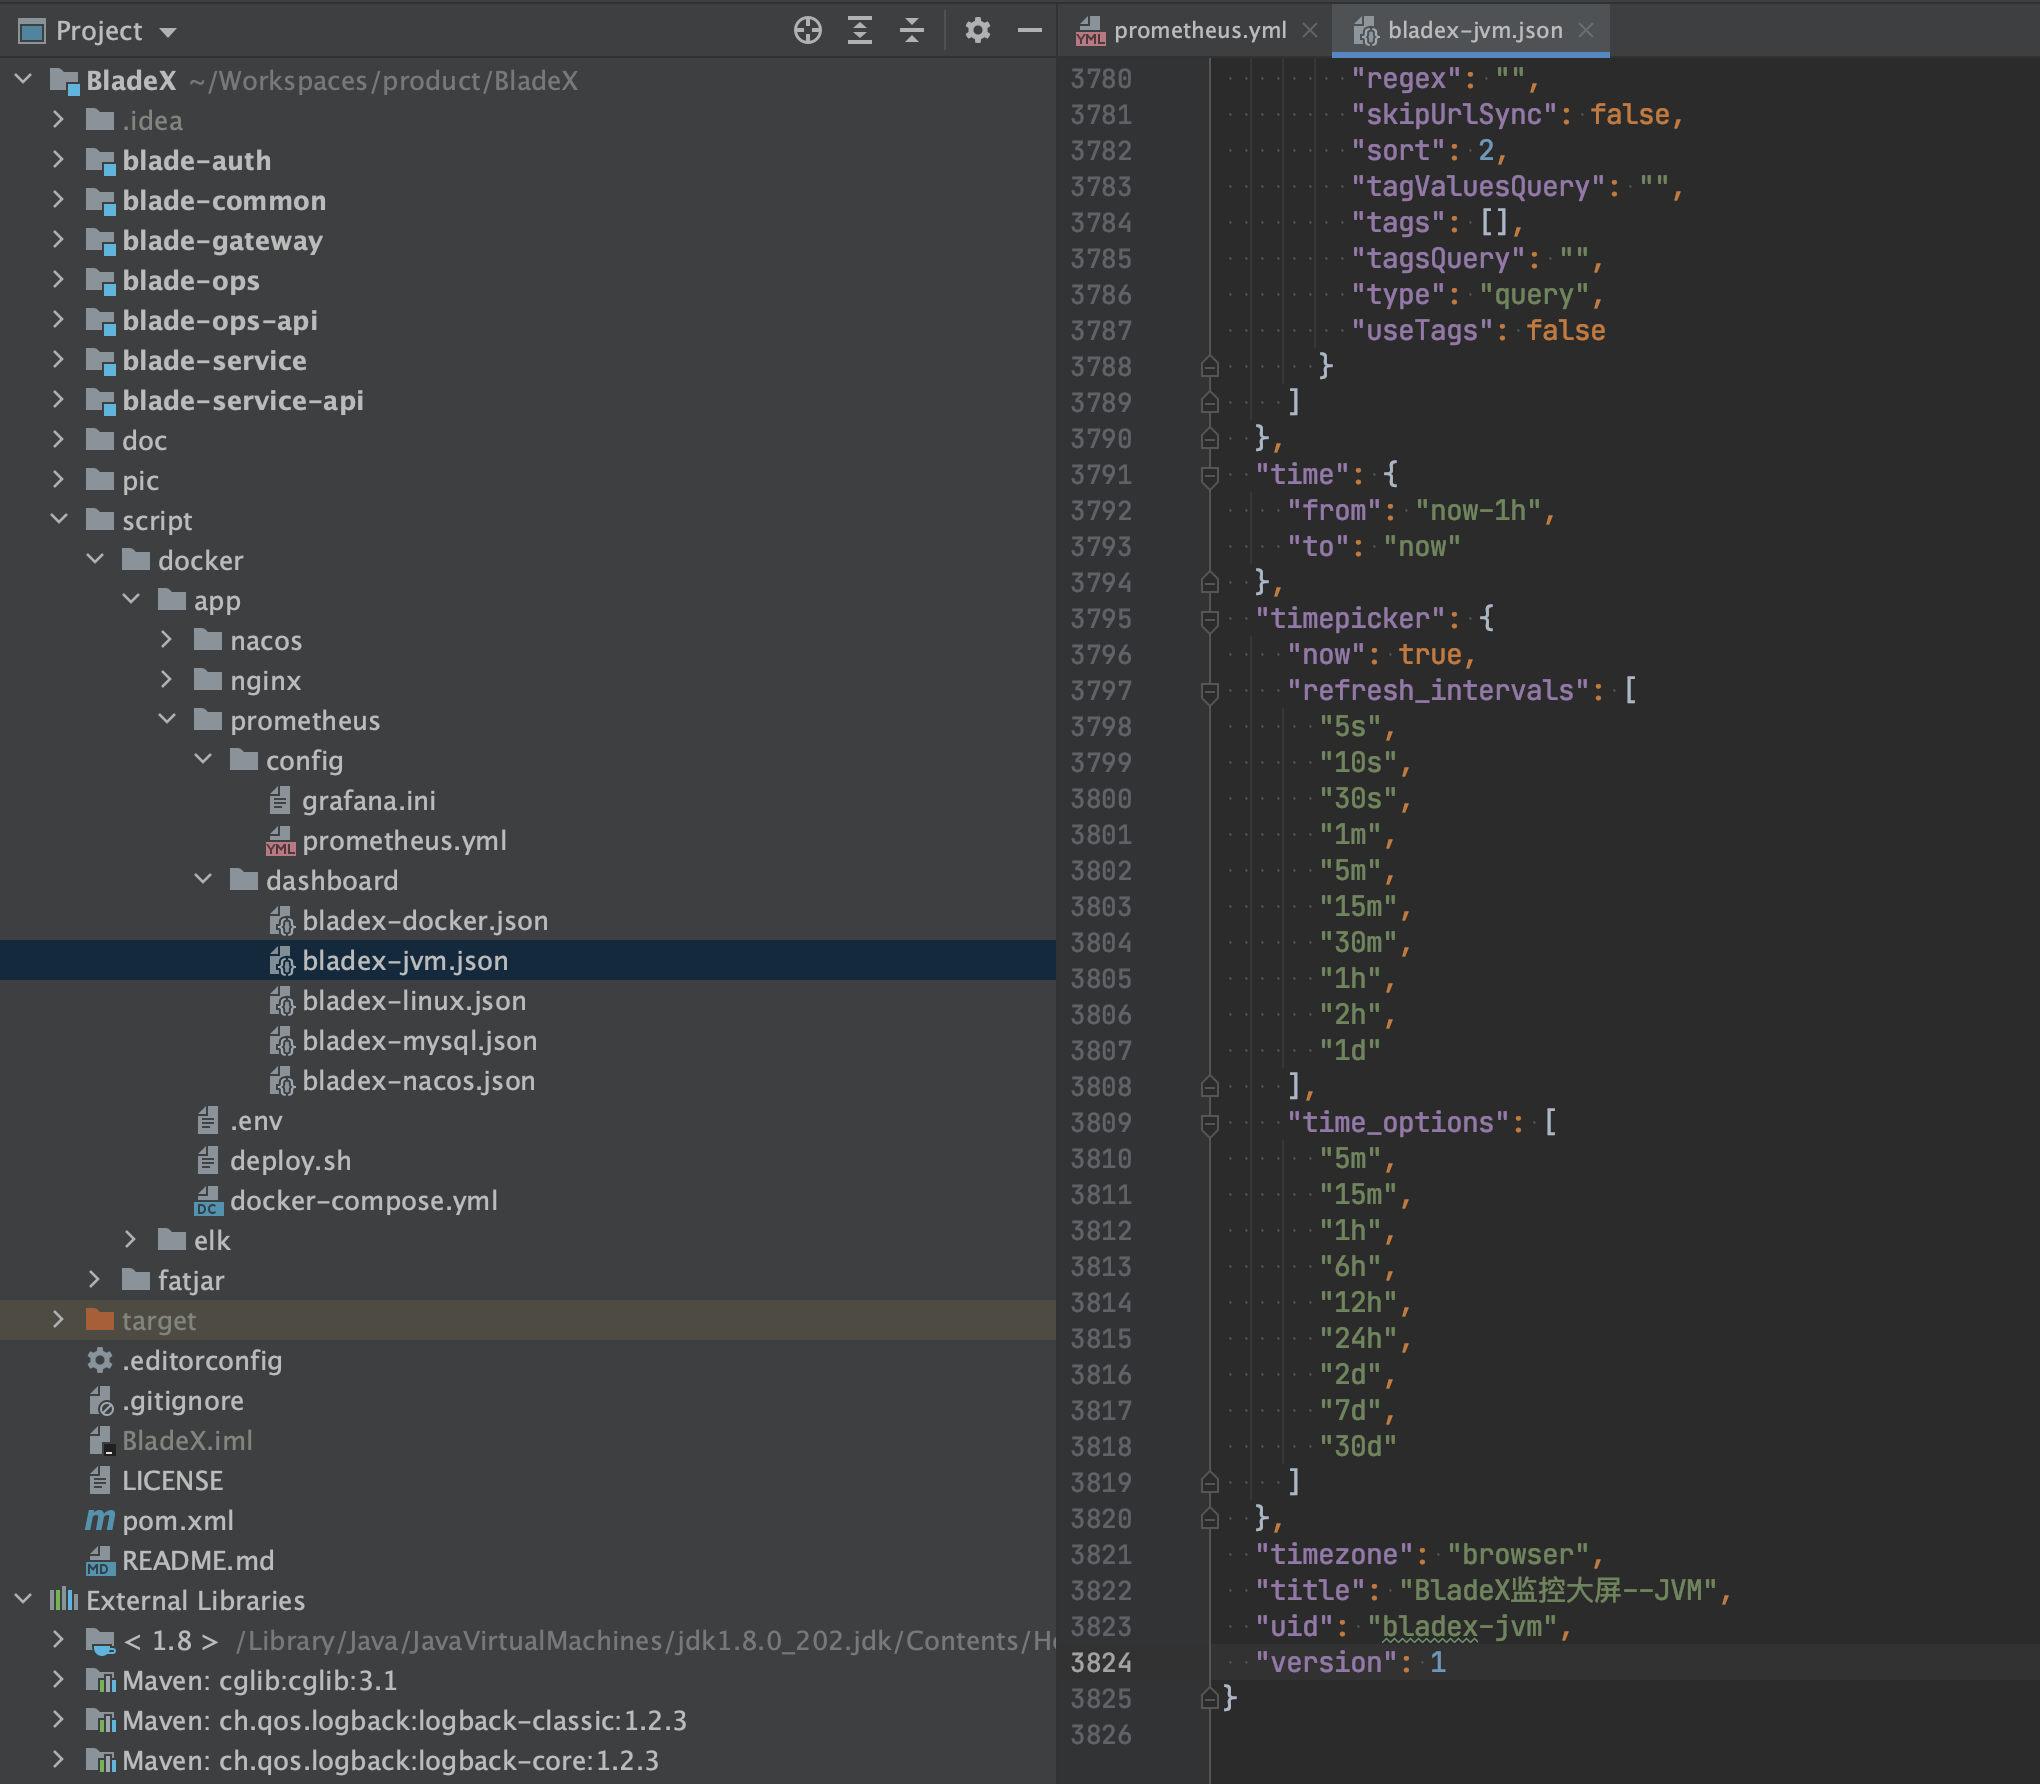 Project
BladeX ~/Workspaces/product/BladeX
.idea
blade-auth
blade-common
blade-gateway
blade-ops
blade-ops-api
blade-service
blade-service-api
doc
pic
script
docker
app
nacos
nginx
prometheus
config
grafana.ini
YML prometheus.yml
dashboard
bladex-docker.json
bladex-jvm.json
bladex-linux.json
bladex-mysql.json
bladex-nacos.json
.env
deploy.sh
DC docker-compose.yml
elk
fatjar
target
.editorconfig
.gitignore
BladeX.iml
LICENSE
m pom.xml
MD README.md
External Libraries
< 1.8 > /Library/Java/JavaVirtualMachines/jdk1.8.0_202.jdk/Contents/Ho
Maven: cglib:cglib:3.1
Maven: ch.qos.logback:logback-classic:1.2.3
Maven: ch.qos.logback:logback-core:1.2.3
YML prometheus.yml
bladex-jvm.json
3780 "regex": "",
3781 "skipUrlSync": false,
3782 "sort": 2,
3783 "tagValuesQuery": "",
3784 "tags": [],
3785 "tagsQuery": "",
3786 "type": "query",
3787 "useTags": false
3788 }
3789 ]
3790 },
3791 "time": {
3792 "from": "now-1h",
3793 "to": "now"
3794 },
3795 "timepicker": {
3796 "now": true,
3797 "refresh_intervals": [
3798 "5s",
3799 "10s",
3800 "30s",
3801 "1m",
3802 "5m",
3803 "15m",
3804 "30m",
3805 "1h",
3806 "2h",
3807 "1d"
3808 ],
3809 "time_options": [
3810 "5m",
3811 "15m",
3812 "1h",
3813 "6h",
3814 "12h",
3815 "24h",
3816 "2d",
3817 "7d",
3818 "30d"
3819 ]
3820 },
3821 "timezone": "browser",
3822 "title": "BladeX监控大屏--JVM",
3823 "uid": "bladex-jvm",
3824 "version": 1
3825 }
3826